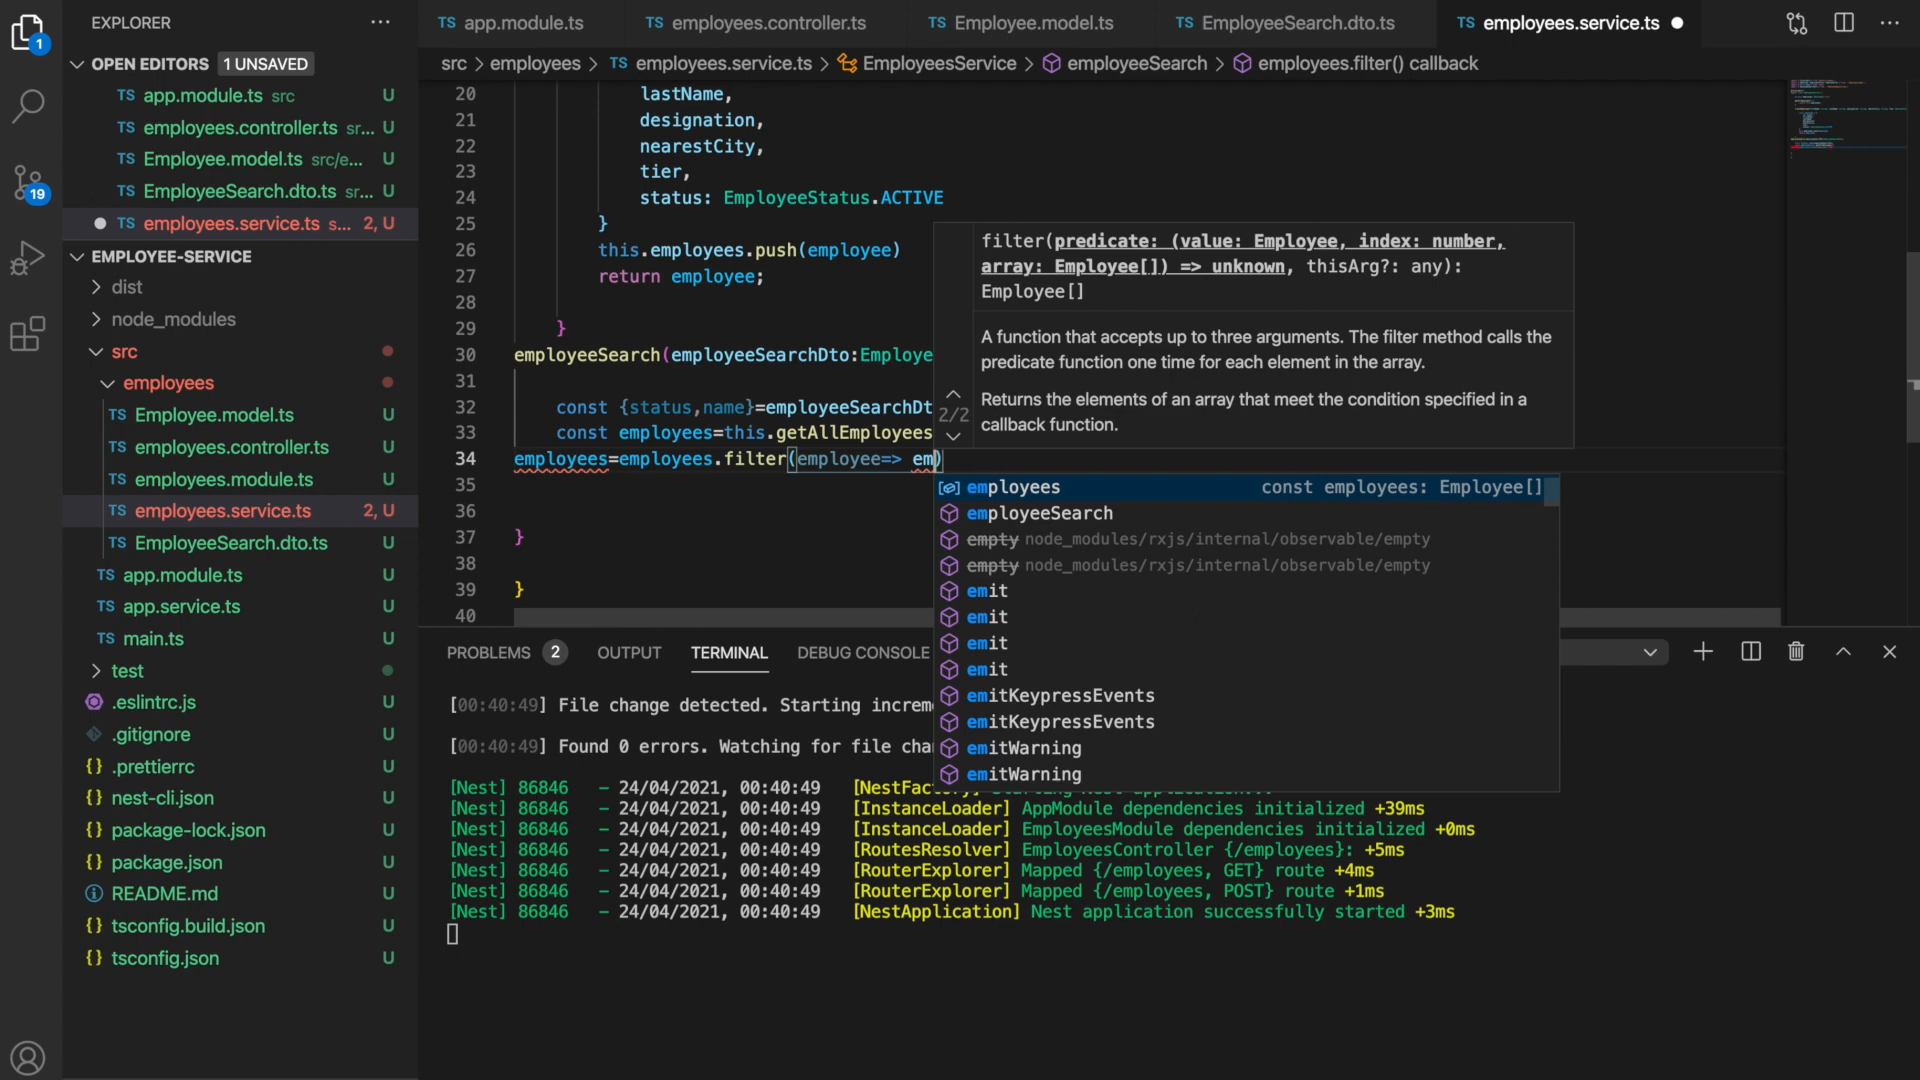 EXPLORER ···
TS app.module.ts
TS employees.controller.ts
TS Employee.model.ts
TS EmployeeSearch.dto.ts
TS employees.service.ts
1
19
OPEN EDITORS 1 UNSAVED
TS app.module.ts src U
TS employees.controller.ts sr... U
TS Employee.model.ts src/e... U
TS EmployeeSearch.dto.ts sr... U
TS employees.service.ts s... 2, U
EMPLOYEE-SERVICE
dist
node_modules
src
employees
TS Employee.model.ts U
TS employees.controller.ts U
TS employees.module.ts U
TS employees.service.ts 2, U
TS EmployeeSearch.dto.ts U
TS app.module.ts U
TS app.service.ts U
TS main.ts U
test
.eslintrc.js U
.gitignore U
{} .prettierrc U
{} nest-cli.json U
{} package-lock.json U
{} package.json U
README.md U
{} tsconfig.build.json U
{} tsconfig.json U
src > employees > TS employees.service.ts > EmployeesService > employeeSearch > employees.filter() callback
20 lastName,
21 designation,
22 nearestCity,
23 tier,
24 status: EmployeeStatus.ACTIVE
25 }
26 this.employees.push(employee)
27 return employee;
28
29 }
30 employeeSearch(employeeSearchDto:Employe
31
32 const {status,name}=employeeSearchDt
33 const employees=this.getAllEmployees
34 employees=employees.filter(employee=> em)
35
36
37 }
38
39 }
40
filter(predicate: (value: Employee, index: number,
array: Employee[]) => unknown, thisArg?: any):
Employee[]
A function that accepts up to three arguments. The filter method calls the
predicate function one time for each element in the array.
2/2
Returns the elements of an array that meet the condition specified in a
callback function.
employees const employees: Employee[]
employeeSearch
empty node_modules/rxjs/internal/observable/empty
empty node_modules/rxjs/internal/observable/empty
emit
emit
emit
emit
emitKeypressEvents
emitKeypressEvents
emitWarning
emitWarning
PROBLEMS 2 OUTPUT TERMINAL DEBUG CONSOLE
[00:40:49] File change detected. Starting increm
[00:40:49] Found 0 errors. Watching for file cha
[Nest] 86846 - 24/04/2021, 00:40:49 [NestFactory] Starting Nest application...
[Nest] 86846 - 24/04/2021, 00:40:49 [InstanceLoader] AppModule dependencies initialized +39ms
[Nest] 86846 - 24/04/2021, 00:40:49 [InstanceLoader] EmployeesModule dependencies initialized +0ms
[Nest] 86846 - 24/04/2021, 00:40:49 [RoutesResolver] EmployeesController {/employees}: +5ms
[Nest] 86846 - 24/04/2021, 00:40:49 [RouterExplorer] Mapped {/employees, GET} route +4ms
[Nest] 86846 - 24/04/2021, 00:40:49 [RouterExplorer] Mapped {/employees, POST} route +1ms
[Nest] 86846 - 24/04/2021, 00:40:49 [NestApplication] Nest application successfully started +3ms